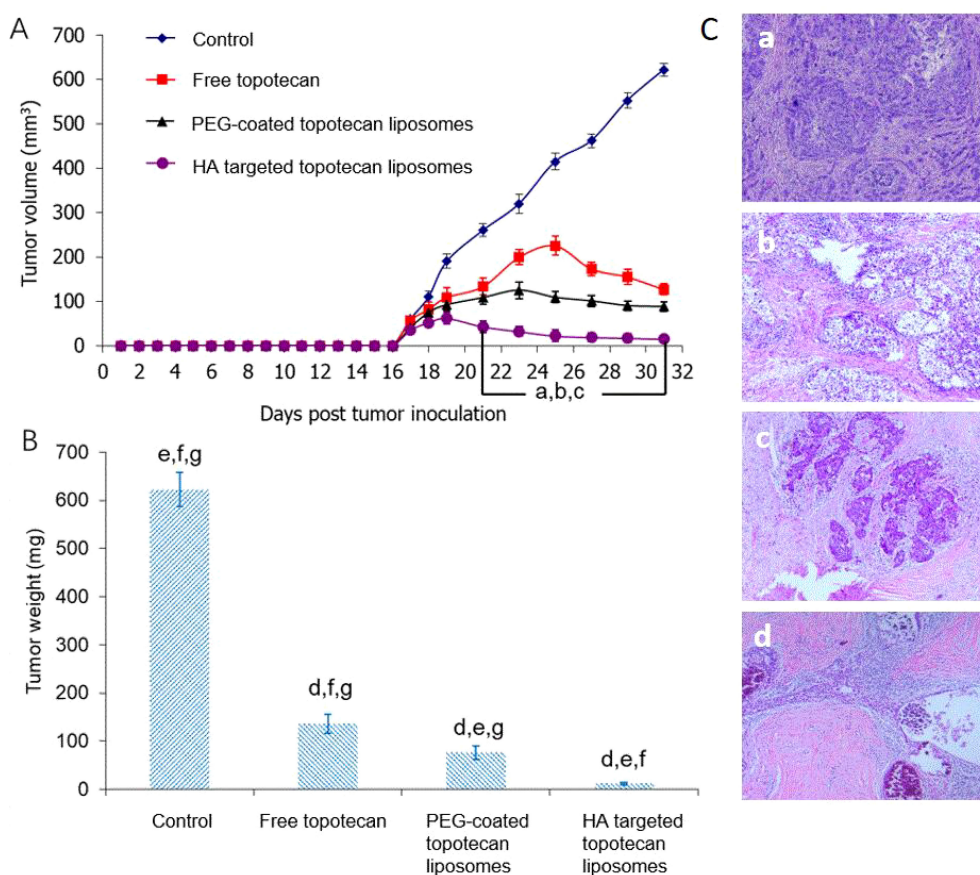 A
Tumor volume (mm³)
700
600
500
400
300
200
100
0
Control
Free topotecan
PEG-coated topotecan liposomes
HA targeted topotecan liposomes
0 2 4 6 8 10 12 14 16 18 20 22 24 26 28 30 32
a,b,c
Days post tumor inoculation
B
Tumor weight (mg)
700
600
500
400
300
200
100
0
e,f,g
d,f,g
d,e,g
d,e,f
Control
Free topotecan
PEG-coated
topotecan
liposomes
HA targeted
topotecan
liposomes
C
a
b
c
d